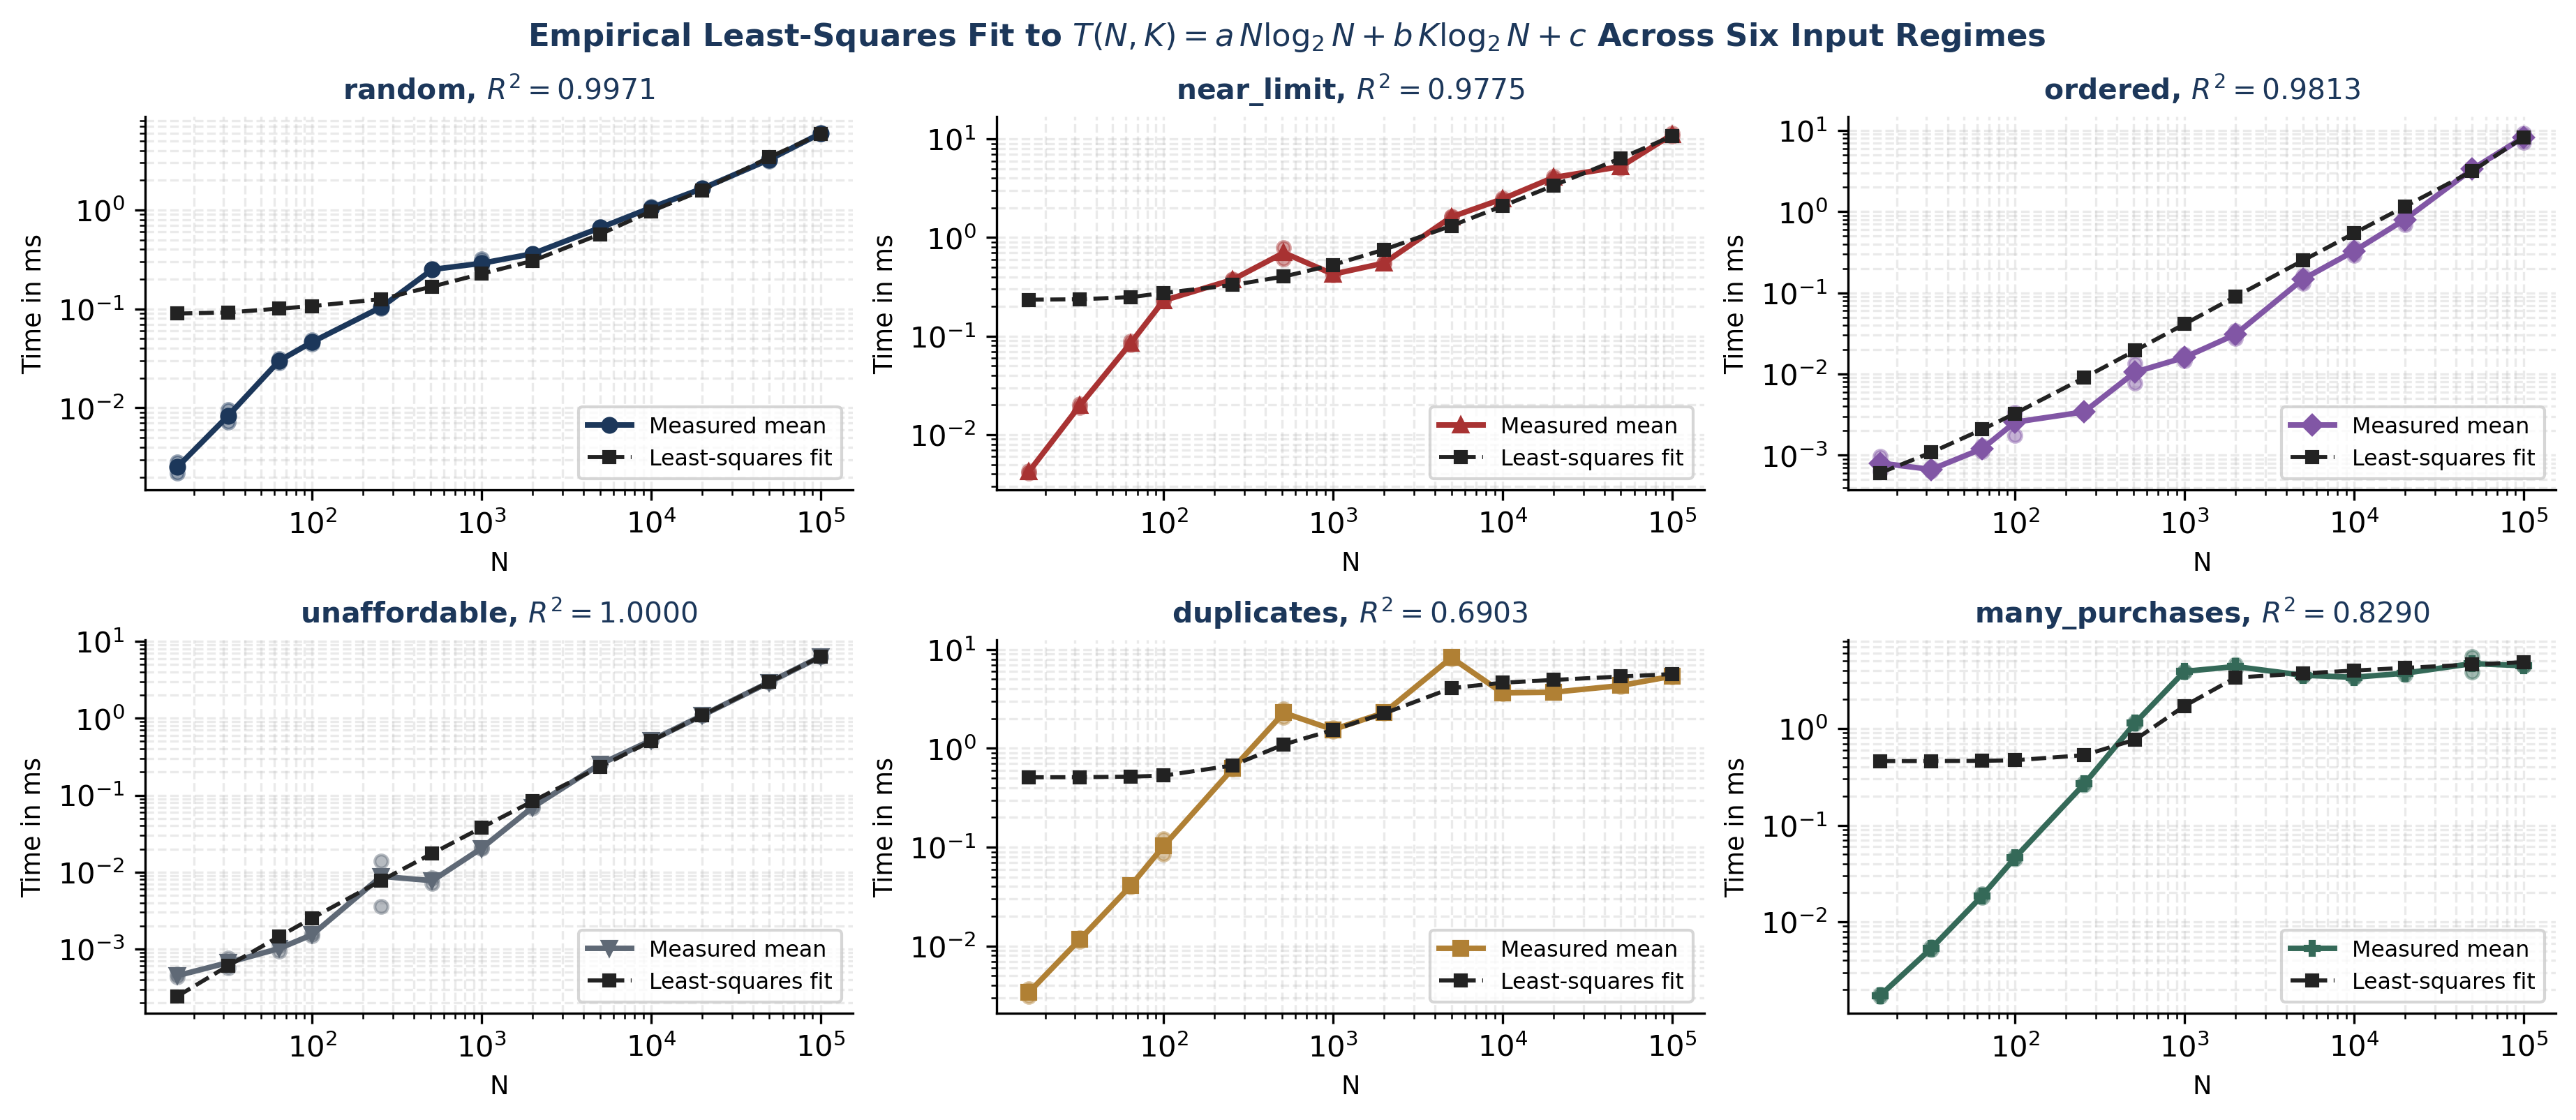 Empirical Least-Squares Fit to T(N, K) = a N log₂ N + b K log₂ N + c Across Six Input Regimes
random, R² = 0.9971
Time in ms
10⁰
10⁻¹
10⁻²
Measured mean
Least-squares fit
10² 10³ 10⁴ 10⁵
N
near_limit, R² = 0.9775
Time in ms
10¹
10⁰
10⁻¹
10⁻²
Measured mean
Least-squares fit
10² 10³ 10⁴ 10⁵
N
ordered, R² = 0.9813
Time in ms
10¹
10⁰
10⁻¹
10⁻²
10⁻³
Measured mean
Least-squares fit
10² 10³ 10⁴ 10⁵
N
unaffordable, R² = 1.0000
Time in ms
10¹
10⁰
10⁻¹
10⁻²
10⁻³
Measured mean
Least-squares fit
10² 10³ 10⁴ 10⁵
N
duplicates, R² = 0.6903
Time in ms
10¹
10⁰
10⁻¹
10⁻²
Measured mean
Least-squares fit
10² 10³ 10⁴ 10⁵
N
many_purchases, R² = 0.8290
Time in ms
10⁰
10⁻¹
10⁻²
Measured mean
Least-squares fit
10² 10³ 10⁴ 10⁵
N